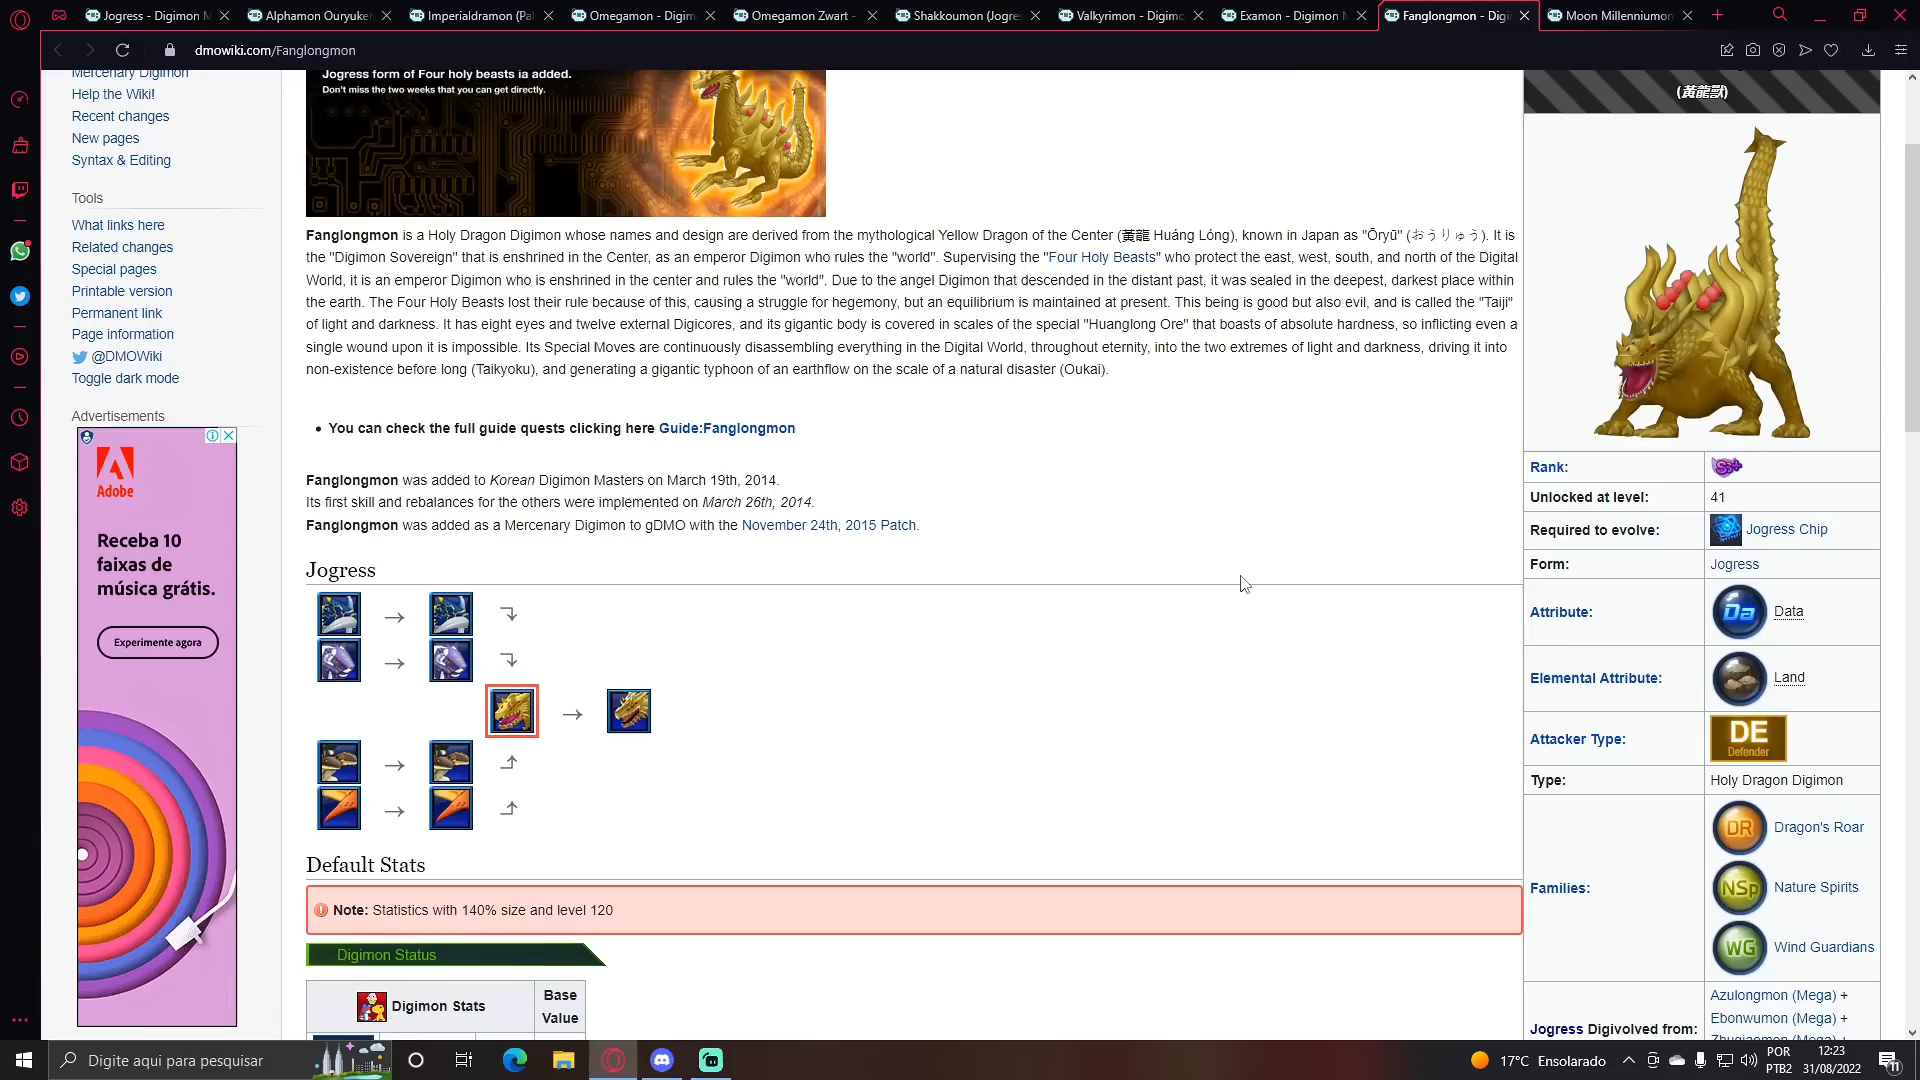 Jogress - Digimon M
Alphamon Ouryuken
Imperialdramon (Pal
Omegamon - Digim
Omegamon Zwart -
Shakkoumon (Jogre
Valkyrimon - Digimo
Examon - Digimon M
Fanglongmon - Digi
Moon Millenniumon
dmowiki.com/Fanglongmon
Mercenary Digimon
Help the Wiki!
Recent changes
New pages
Syntax & Editing
Tools
What links here
Related changes
Special pages
Printable version
Permanent link
Page information
@DMOWiki
Toggle dark mode
Advertisements
Adobe
Receba 10
faixas de
música grátis.
Experimente agora
Jogress form of Four holy beasts ia added.
Don't miss the two weeks that you can get directly.
Fanglongmon is a Holy Dragon Digimon whose names and design are derived from the mythological Yellow Dragon of the Center (黃龍 Huáng Lóng), known in Japan as "Ōryū" (おうりゅう). It is
the "Digimon Sovereign" that is enshrined in the Center, as an emperor Digimon who rules the "world". Supervising the "Four Holy Beasts" who protect the east, west, south, and north of the Digital
World, it is an emperor Digimon who is enshrined in the center and rules the "world". Due to the angel Digimon that descended in the distant past, it was sealed in the deepest, darkest place within
the earth. The Four Holy Beasts lost their rule because of this, causing a struggle for hegemony, but an equilibrium is maintained at present. This being is good but also evil, and is called the "Taiji"
of light and darkness. It has eight eyes and twelve external Digicores, and its gigantic body is covered in scales of the special "Huanglong Ore" that boasts of absolute hardness, so inflicting even a
single wound upon it is impossible. Its Special Moves are continuously disassembling everything in the Digital World, throughout eternity, into the two extremes of light and darkness, driving it into
non-existence before long (Taikyoku), and generating a gigantic typhoon of an earthflow on the scale of a natural disaster (Oukai).
You can check the full guide quests clicking here Guide:Fanglongmon
Fanglongmon was added to Korean Digimon Masters on March 19th, 2014.
Its first skill and rebalances for the others were implemented on March 26th, 2014.
Fanglongmon was added as a Mercenary Digimon to gDMO with the November 24th, 2015 Patch.
Jogress
Default Stats
Note: Statistics with 140% size and level 120
Digimon Status
Digimon Stats
Base
Value
(黃龍獸)
Rank: SS+
Unlocked at level: 41
Required to evolve: Jogress Chip
Form: Jogress
Attribute: Da Data
Elemental Attribute: Land
Attacker Type: DE Defender
Type: Holy Dragon Digimon
Families:
DR Dragon's Roar
NSp Nature Spirits
WG Wind Guardians
Jogress Digivolved from:
Azulongmon (Mega) +
Ebonwumon (Mega) +
Zhuqiaomon (Mega) +
Digite aqui para pesquisar
17°C Ensolarado
POR
PTB2
12:23
31/08/2022
11